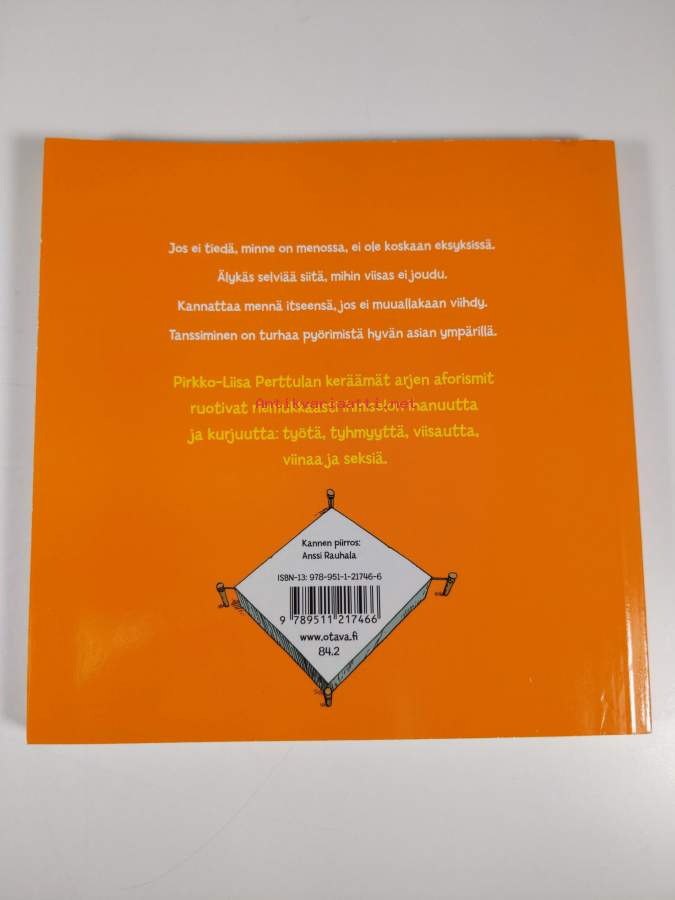 Jos ei tiedä, minne on menossa, ei ole koskaan eksyksissä.
Älykäs selviää siitä, mihin viisas ei joudu.
Kannattaa mennä itseensä, jos ei muuallakaan viihdy.
Tanssiminen on turhaa pyörimistä hyvän asian ympärillä.
Pirkko-Liisa Perttulan keräämät arjen aforismit
Antikvariaatti.net
ruotivat
ja kurjuutta: työtä, tyhmyyttä, viisautta,
viinaa ja seksiä.
Kannen piirros:
Anssi Rauhala
ISBN-13: 978-951-1-21746-6
9 789511 217466
www.otava.fi
84.2